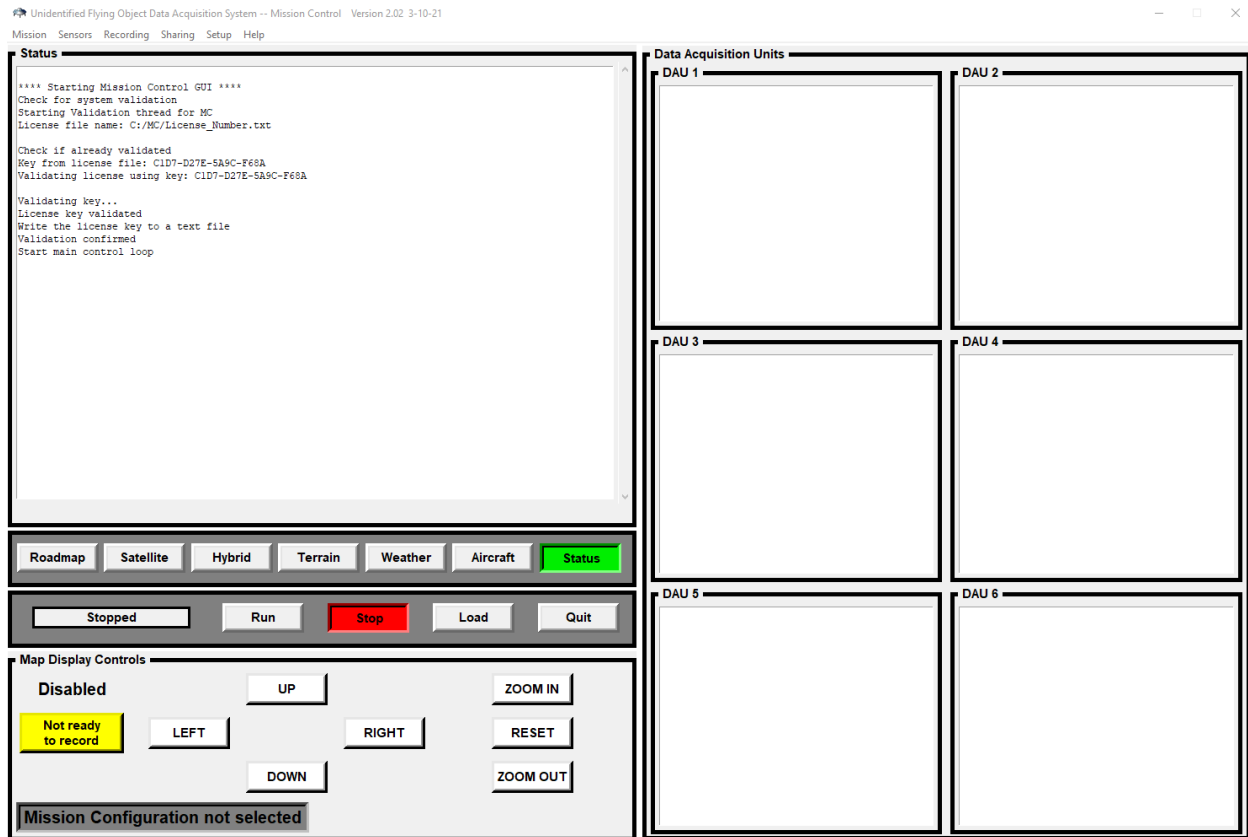 Unidentified Flying Object Data Acquisition System -- Mission Control Version 2.02 3-10-21
Mission Sensors Recording Sharing Setup Help
Status
**** Starting Mission Control GUI ****
Check for system validation
Starting Validation thread for MC
License file name: C:/MC/License_Number.txt
Check if already validated
Key from license file: C1D7-D27E-5A9C-F68A
Validating license using key: C1D7-D27E-5A9C-F68A
Validating key...
License key validated
Write the license key to a text file
Validation confirmed
Start main control loop
Roadmap Satellite Hybrid Terrain Weather Aircraft Status
Stopped Run Stop Load Quit
Map Display Controls
Disabled UP ZOOM IN
Not ready
to record
LEFT RIGHT RESET
DOWN ZOOM OUT
Mission Configuration not selected
Data Acquisition Units
DAU 1 DAU 2
DAU 3 DAU 4
DAU 5 DAU 6